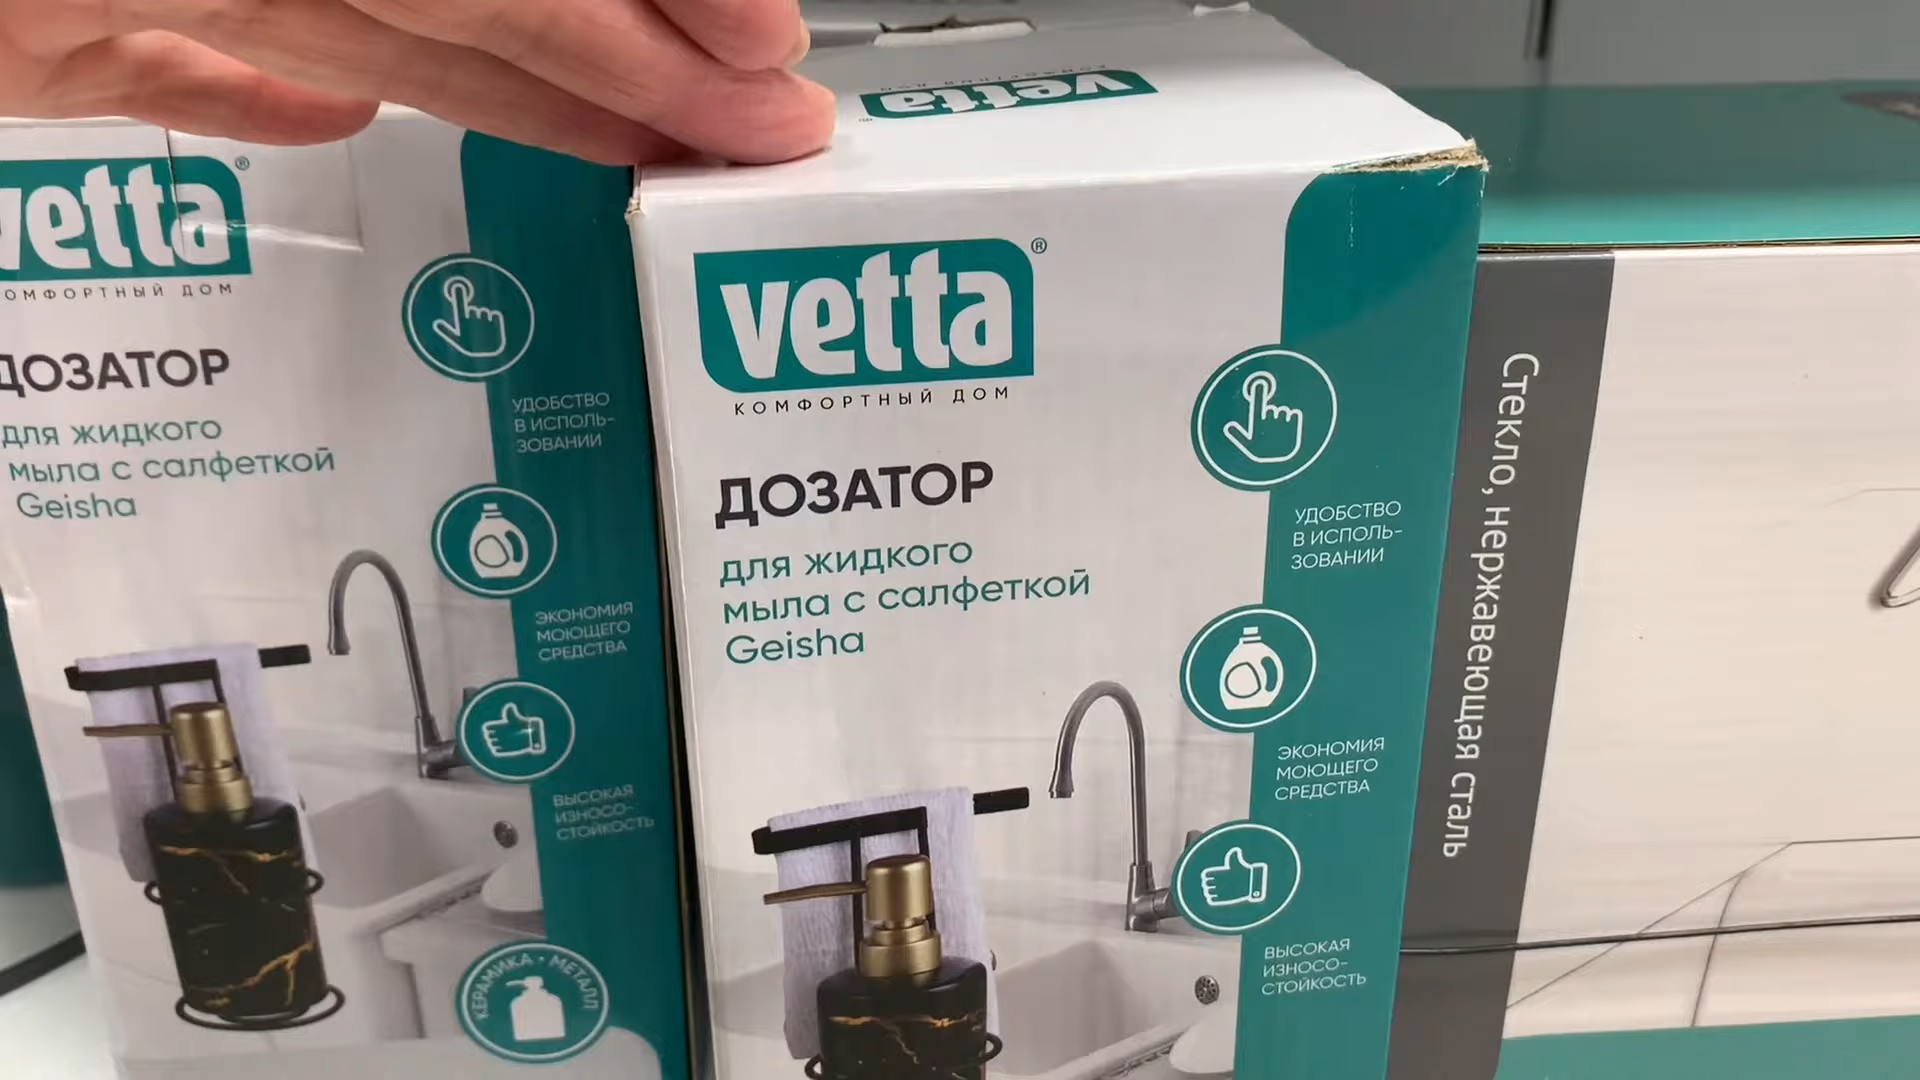 vetta®
КОМФОРТНЫЙ ДОМ
vetta®
ОМФОРТНЫЙ ДОМ
ДОЗАТОР
для жидкого
мыла с салфеткой
Geisha
УДОБСТВО
В ИСПОЛЬ-
ЗОВАНИИ
ЭКОНОМИЯ
МОЮЩЕГО
СРЕДСТВА
ВЫСОКАЯ
ИЗНОСО-
СТОЙКОСТЬ
КЕРАМИКА • МЕТАЛЛ
vetta®
КОМФОРТНЫЙ ДОМ
ДОЗАТОР
для жидкого
мыла с салфеткой
Geisha
УДОБСТВО
В ИСПОЛЬ-
ЗОВАНИИ
ЭКОНОМИЯ
МОЮЩЕГО
СРЕДСТВА
ВЫСОКАЯ
ИЗНОСО-
СТОЙКОСТЬ
Стекло, нержавеющая сталь